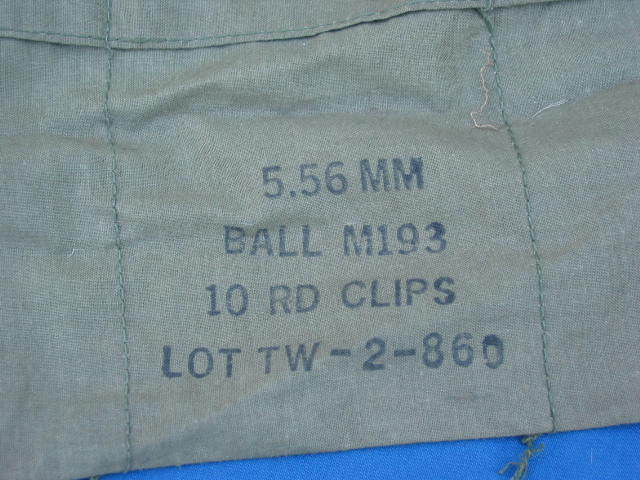 5.56 MM
BALL M193
10 RD CLIPS
LOT TW-2-860